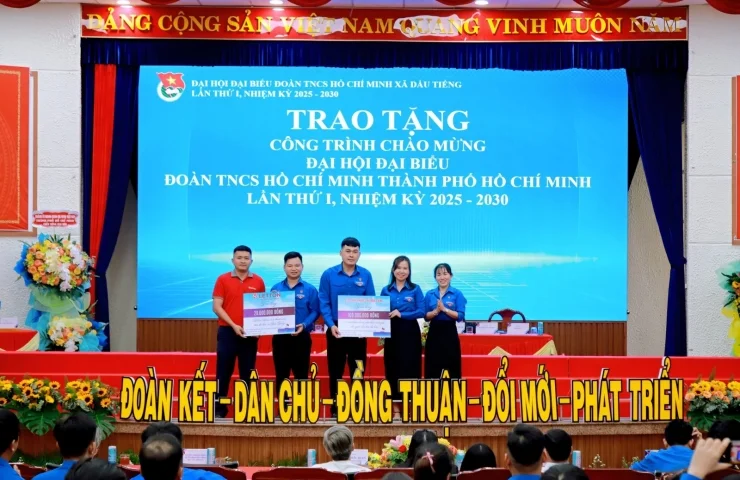 ĐẢNG CỘNG SẢN VIỆT NAM QUANG VINH MUÔN NĂM
ĐẠI HỘI ĐẠI BIỂU ĐOÀN TNCS HỒ CHÍ MINH XÃ DẦU TIẾNG
LẦN THỨ I, NHIỆM KỲ 2025 - 2030
TRAO TẶNG
CÔNG TRÌNH CHÀO MỪNG
ĐẠI HỘI ĐẠI BIỂU
ĐOÀN TNCS HỒ CHÍ MINH THÀNH PHỐ HỒ CHÍ MINH
LẦN THỨ I, NHIỆM KỲ 2025 - 2030
ĐỒNG
ĐỒNG
ĐOÀN KẾT - DÂN CHỦ - ĐỒNG THUẬN - ĐỔI MỚI - PHÁT TRIỂN